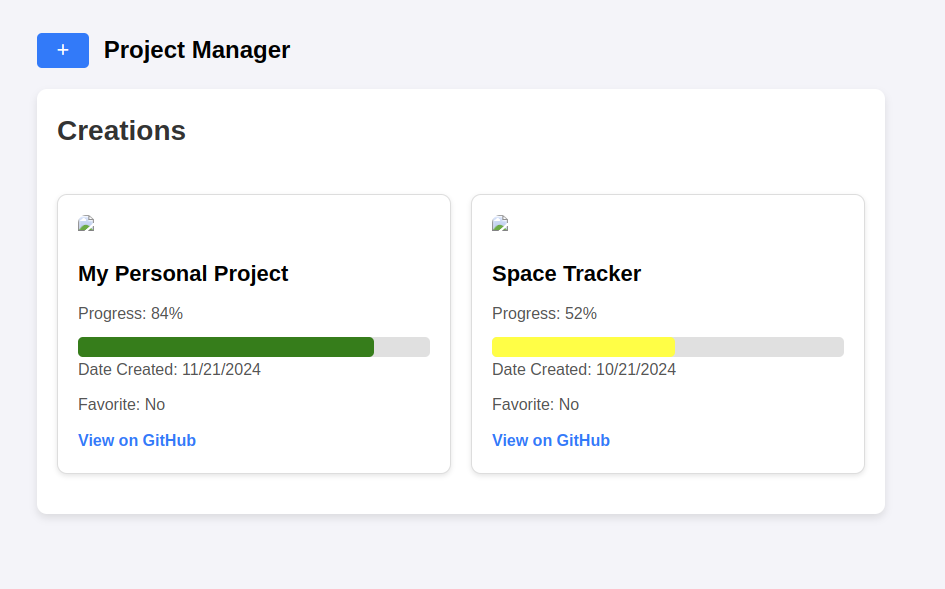 + Project Manager
Creations
My Personal Project
Progress: 84%
Date Created: 11/21/2024
Favorite: No
View on GitHub
Space Tracker
Progress: 52%
Date Created: 10/21/2024
Favorite: No
View on GitHub